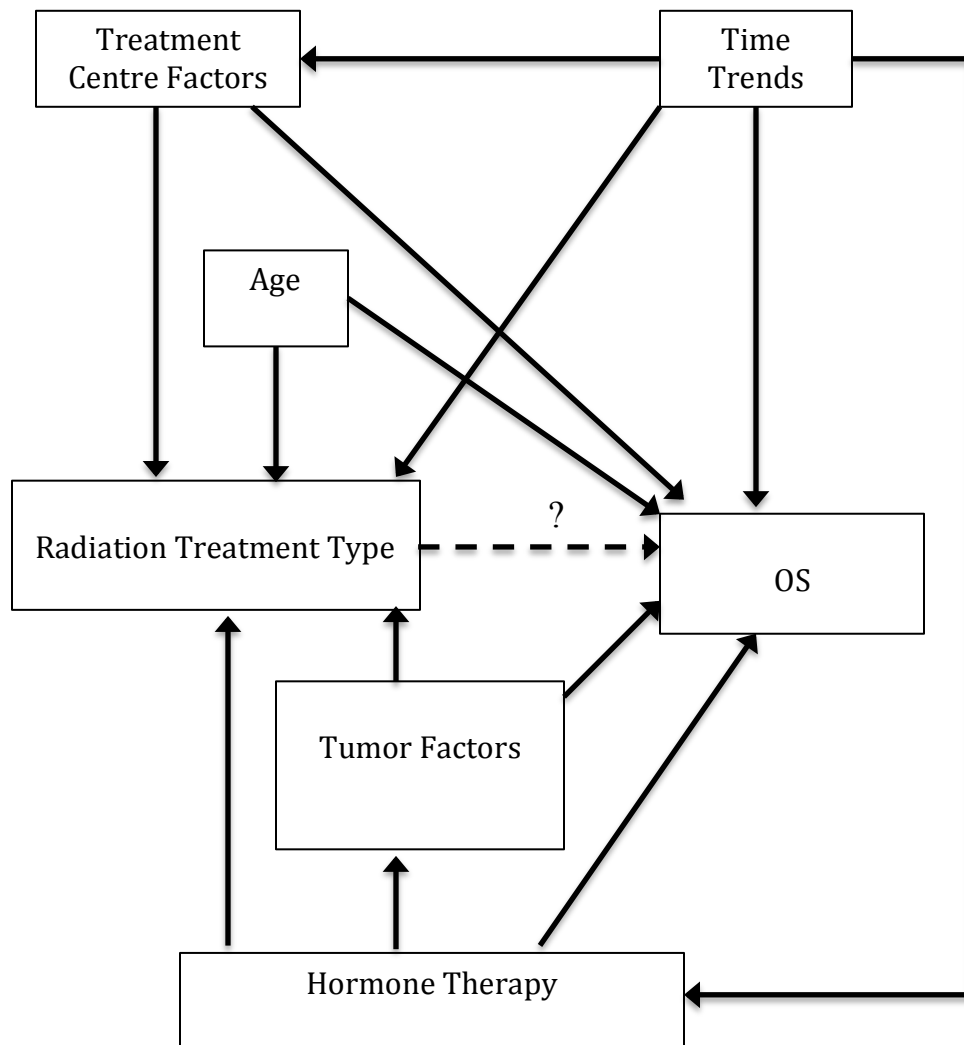 Treatment
Centre Factors
Time
Trends
Age
?
Radiation Treatment Type
OS
Tumor Factors
Hormone Therapy